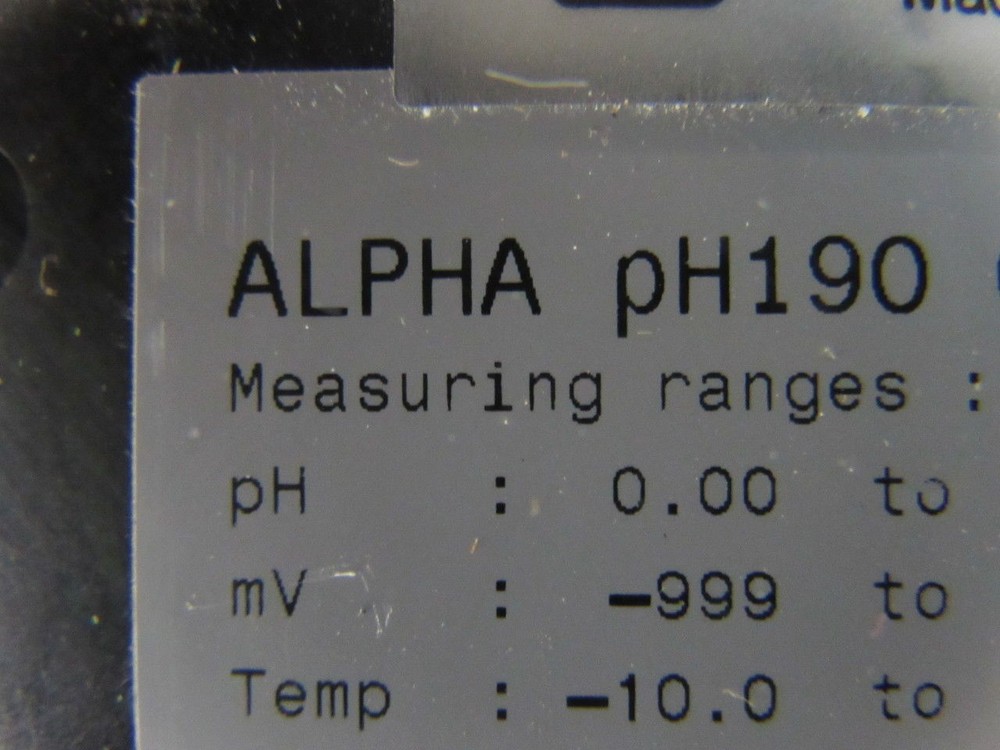 ALPHA pH190
Measuring ranges :
pH : 0.00 to
mV : -999 to
Temp : -10.0 to